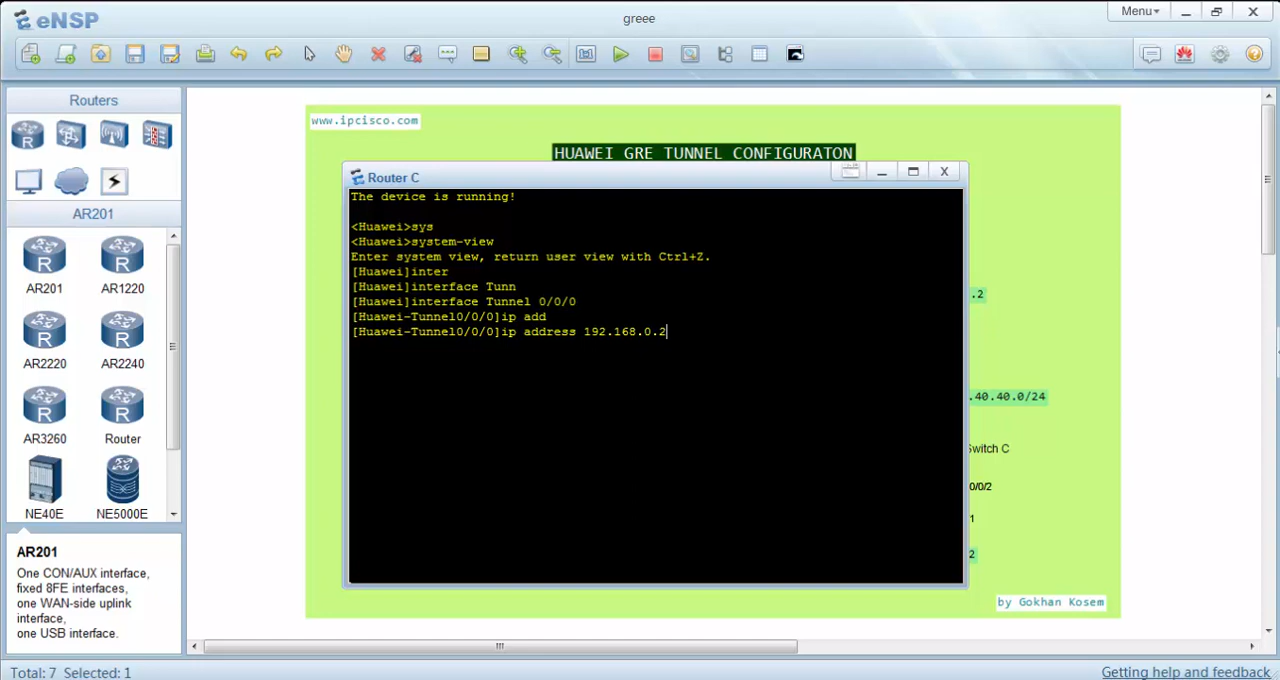 eNSP
greee
Menu
Routers
www.ipcisco.com
HUAWEI GRE TUNNEL CONFIGURATON
AR201
Router C
The device is running!
<Huawei>sys
<Huawei>system-view
Enter system view, return user view with Ctrl+Z.
[Huawei]inter
[Huawei]interface Tunn
[Huawei]interface Tunnel 0/0/0
[Huawei-Tunnel0/0/0]ip add
[Huawei-Tunnel0/0/0]ip address 192.168.0.2
AR201
AR1220
AR2220
AR2240
AR3260
Router
NE40E
NE5000E
.2
.40.40.0/24
Switch C
0/0/2
1
2
by Gokhan Kosem
AR201
One CON/AUX interface,
fixed 8FE interfaces,
one WAN-side uplink
interface,
one USB interface.
Total: 7 Selected: 1
Getting help and feedback